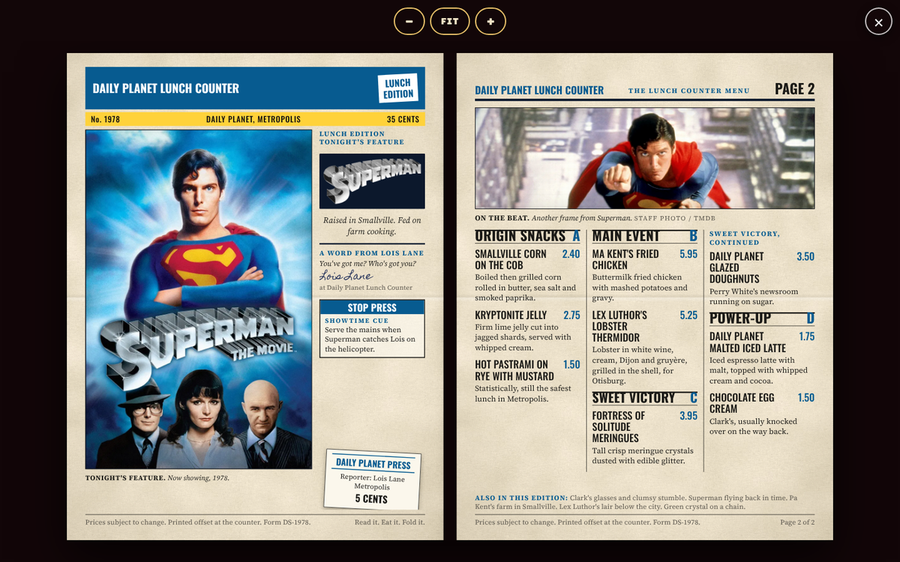 −
FIT
+
×
DAILY PLANET LUNCH COUNTER
LUNCH
EDITION
No. 1978
DAILY PLANET, METROPOLIS
35 CENTS
SUPERMAN
THE MOVIE
TONIGHT'S FEATURE. Now showing, 1978.
LUNCH EDITION
TONIGHT'S FEATURE
SUPERMAN
Raised in Smallville. Fed on
farm cooking.
A WORD FROM LOIS LANE
You've got me? Who's got you?
Lois Lane
at Daily Planet Lunch Counter
STOP PRESS
SHOWTIME CUE
Serve the mains when
Superman catches Lois on
the helicopter.
DAILY PLANET PRESS
Reporter: Lois Lane
Metropolis
5 CENTS
Prices subject to change. Printed offset at the counter. Form DS-1978.
Read it. Eat it. Fold it.
DAILY PLANET LUNCH COUNTER
THE LUNCH COUNTER MENU
PAGE 2
ON THE BEAT. Another frame from Superman. STAFF PHOTO / TMDB
ORIGIN SNACKS A
SMALLVILLE CORN
ON THE COB
2.40
Boiled then grilled corn
rolled in butter, sea salt and
smoked paprika.
KRYPTONITE JELLY 2.75
Firm lime jelly cut into
jagged shards, served with
whipped cream.
HOT PASTRAMI ON
RYE WITH MUSTARD
1.50
Statistically, still the safest
lunch in Metropolis.
MAIN EVENT B
MA KENT'S FRIED
CHICKEN
5.95
Buttermilk fried chicken
with mashed potatoes and
gravy.
LEX LUTHOR'S
LOBSTER
THERMIDOR
5.25
Lobster in white wine,
cream, Dijon and gruyère,
grilled in the shell, for
Otisburg.
SWEET VICTORY C
FORTRESS OF
SOLITUDE
MERINGUES
3.95
Tall crisp meringue crystals
dusted with edible glitter.
SWEET VICTORY,
CONTINUED
DAILY PLANET
GLAZED
DOUGHNUTS
3.50
Perry White's newsroom
running on sugar.
POWER-UP D
DAILY PLANET
MALTED ICED LATTE
1.75
Iced espresso latte with
malt, topped with whipped
cream and cocoa.
CHOCOLATE EGG
CREAM
1.50
Clark's, usually knocked
over on the way back.
ALSO IN THIS EDITION: Clark's glasses and clumsy stumble. Superman flying back in time. Pa
Kent's farm in Smallville. Lex Luthor's lair below the city. Green crystal on a chain.
Prices subject to change. Printed offset at the counter. Form DS-1978.
Page 2 of 2